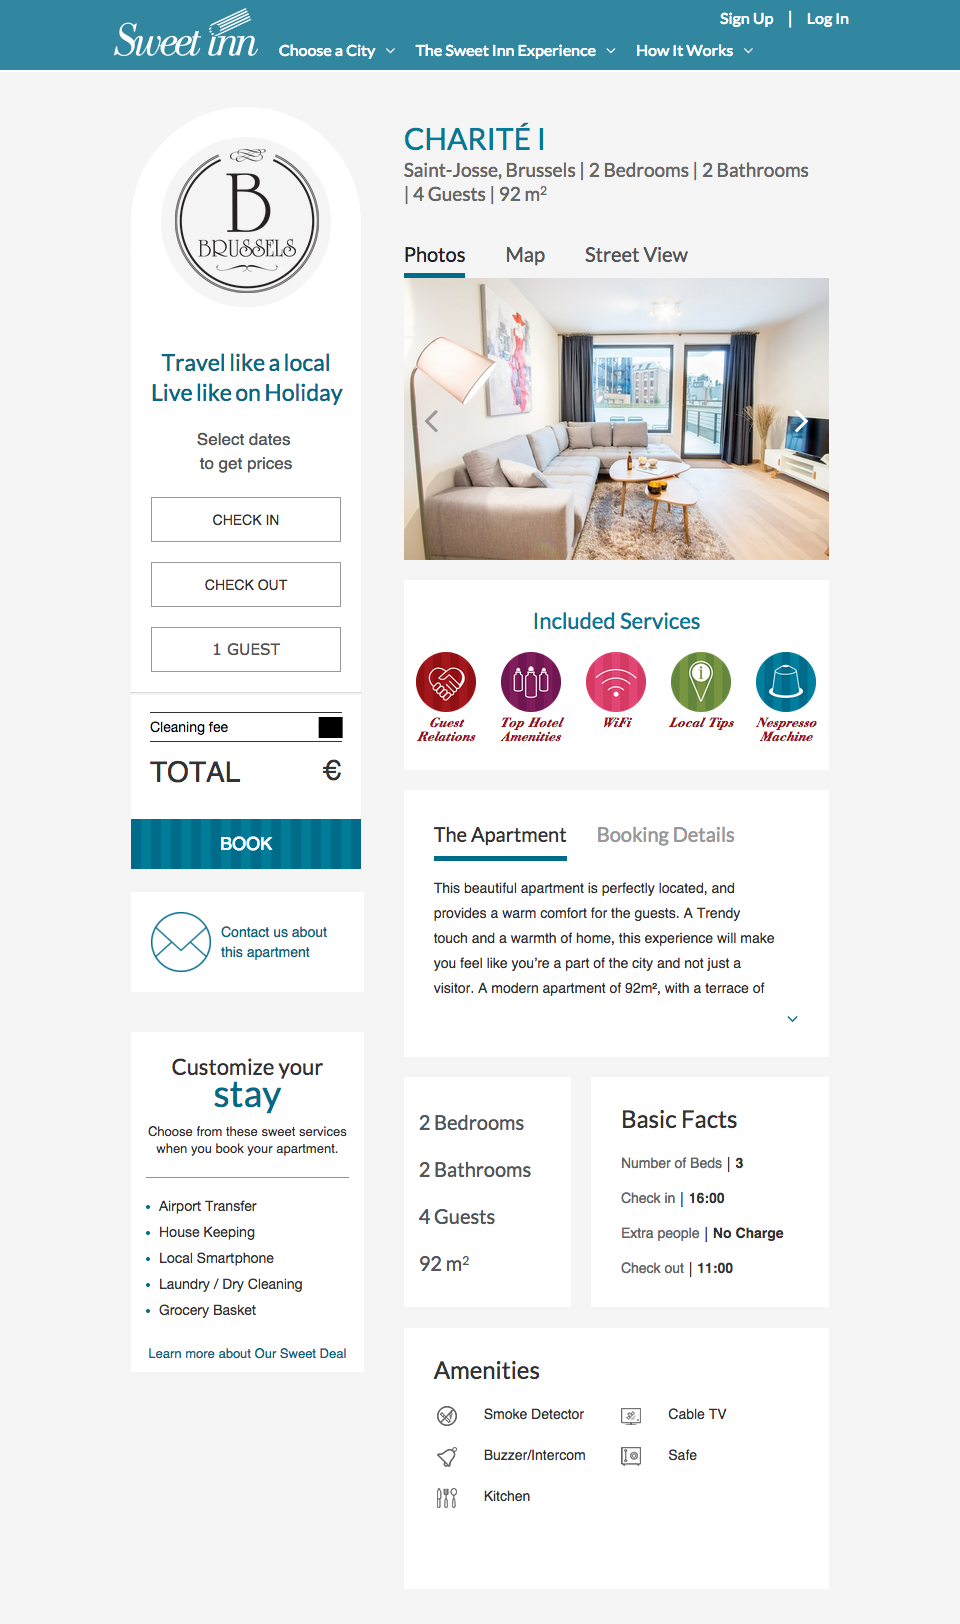 Sweet inn
Sign Up | Log In
Choose a City The Sweet Inn Experience How It Works
B
BRUSSELS
Travel like a local
Live like on Holiday
Select dates
to get prices
CHECK IN
CHECK OUT
1 GUEST
Cleaning fee
TOTAL €
BOOK
Contact us about
this apartment
Customize your
stay
Choose from these sweet services
when you book your apartment.
• Airport Transfer
• House Keeping
• Local Smartphone
• Laundry / Dry Cleaning
• Grocery Basket
Learn more about Our Sweet Deal
CHARITÉ I
Saint-Josse, Brussels | 2 Bedrooms | 2 Bathrooms
| 4 Guests | 92 m²
Photos Map Street View
Included Services
Guest
Relations
Top Hotel
Amenities
WiFi
Local Tips
Nespresso
Machine
The Apartment Booking Details
This beautiful apartment is perfectly located, and
provides a warm comfort for the guests. A Trendy
touch and a warmth of home, this experience will make
you feel like you’re a part of the city and not just a
visitor. A modern apartment of 92m², with a terrace of
2 Bedrooms
2 Bathrooms
4 Guests
92 m²
Basic Facts
Number of Beds | 3
Check in | 16:00
Extra people | No Charge
Check out | 11:00
Amenities
Smoke Detector Cable TV
Buzzer/Intercom Safe
Kitchen